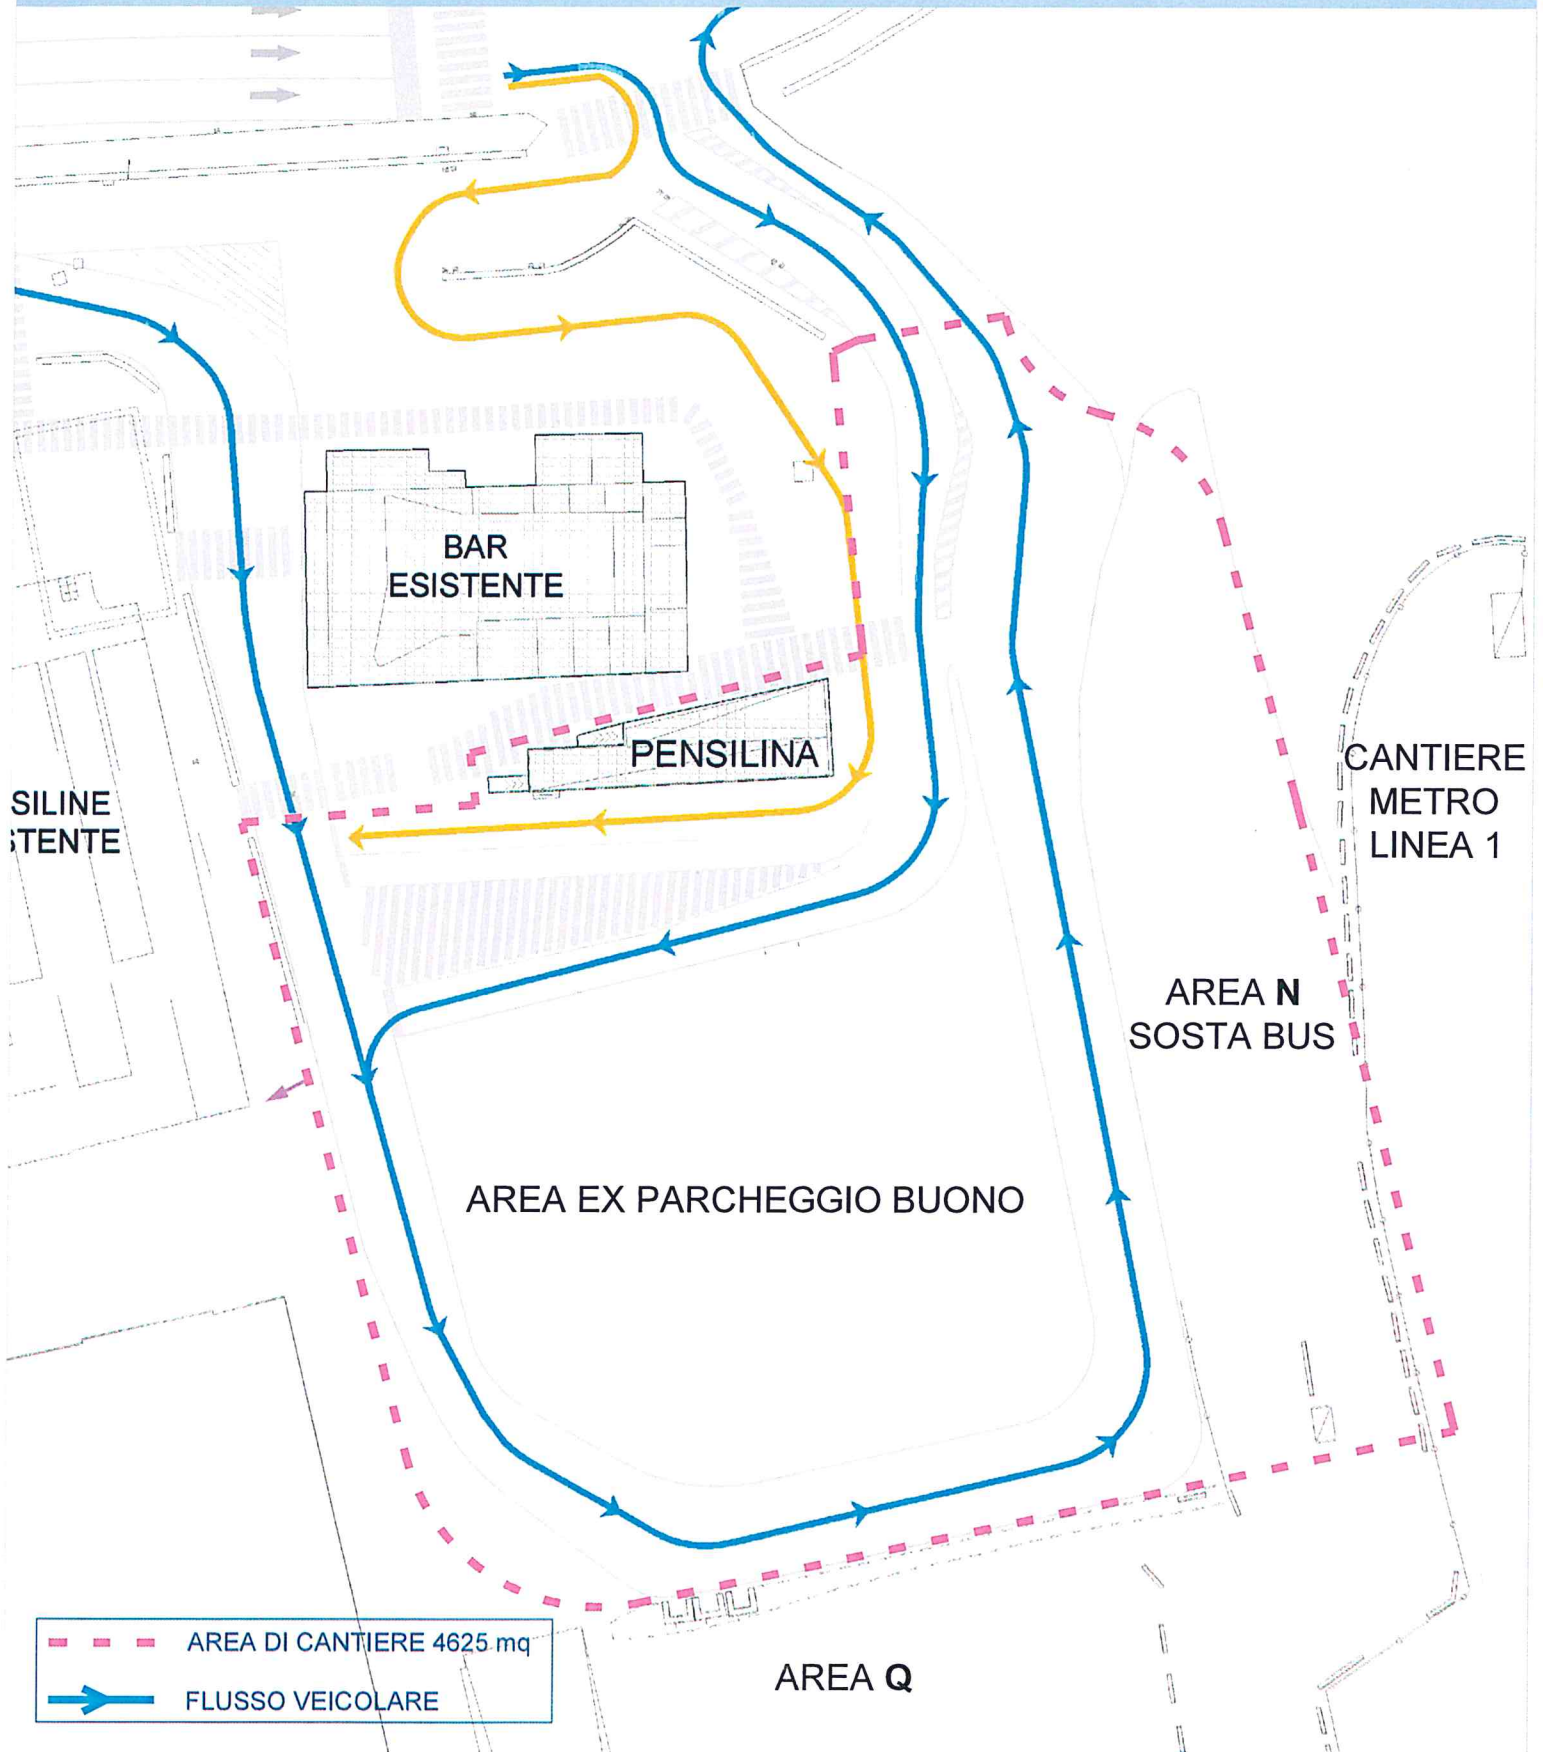 BAR
ESISTENTE
PENSILINA
SILINE
STENTE
CANTIERE
METRO
LINEA 1
AREA N
SOSTA BUS
AREA EX PARCHEGGIO BUONO
AREA DI CANTIERE 4625 mq
FLUSSO VEICOLARE
AREA Q